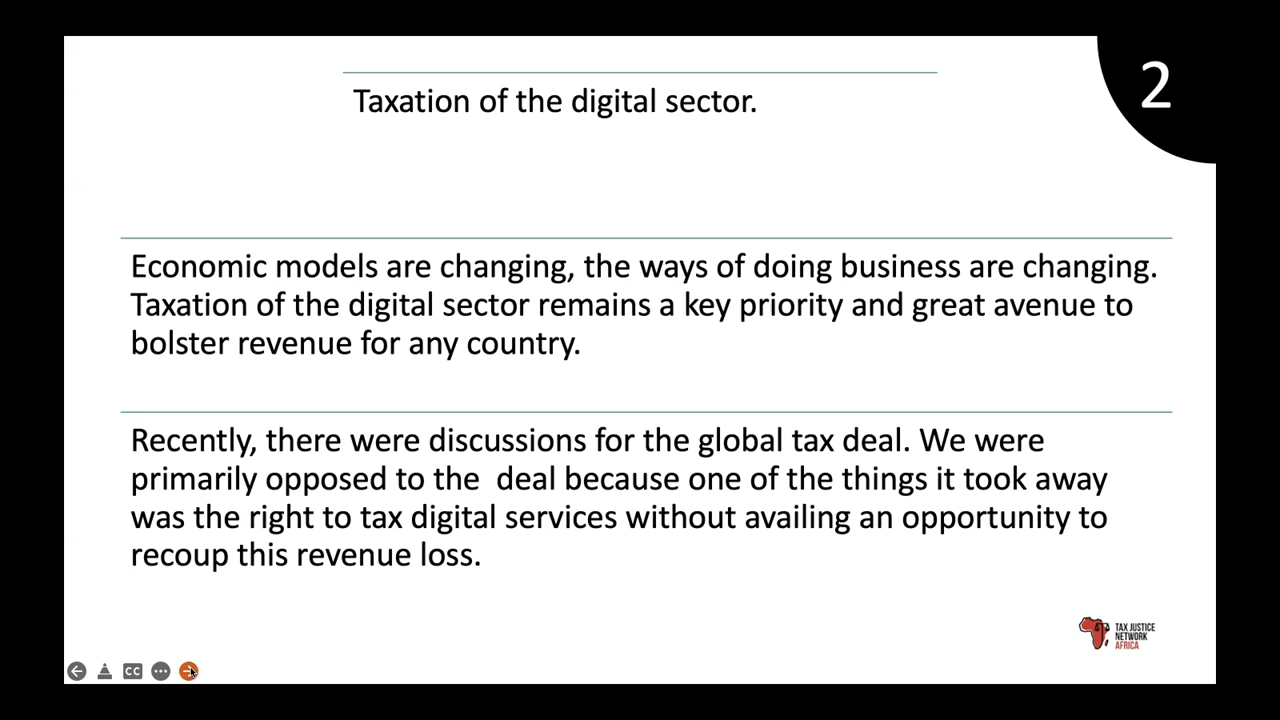 2
Taxation of the digital sector.
Economic models are changing, the ways of doing business are changing.
Taxation of the digital sector remains a key priority and great avenue to
bolster revenue for any country.
Recently, there were discussions for the global tax deal. We were
primarily opposed to the  deal because one of the things it took away
was the right to tax digital services without availing an opportunity to
recoup this revenue loss.
TAX JUSTICE
NETWORK
AFRICA
CC